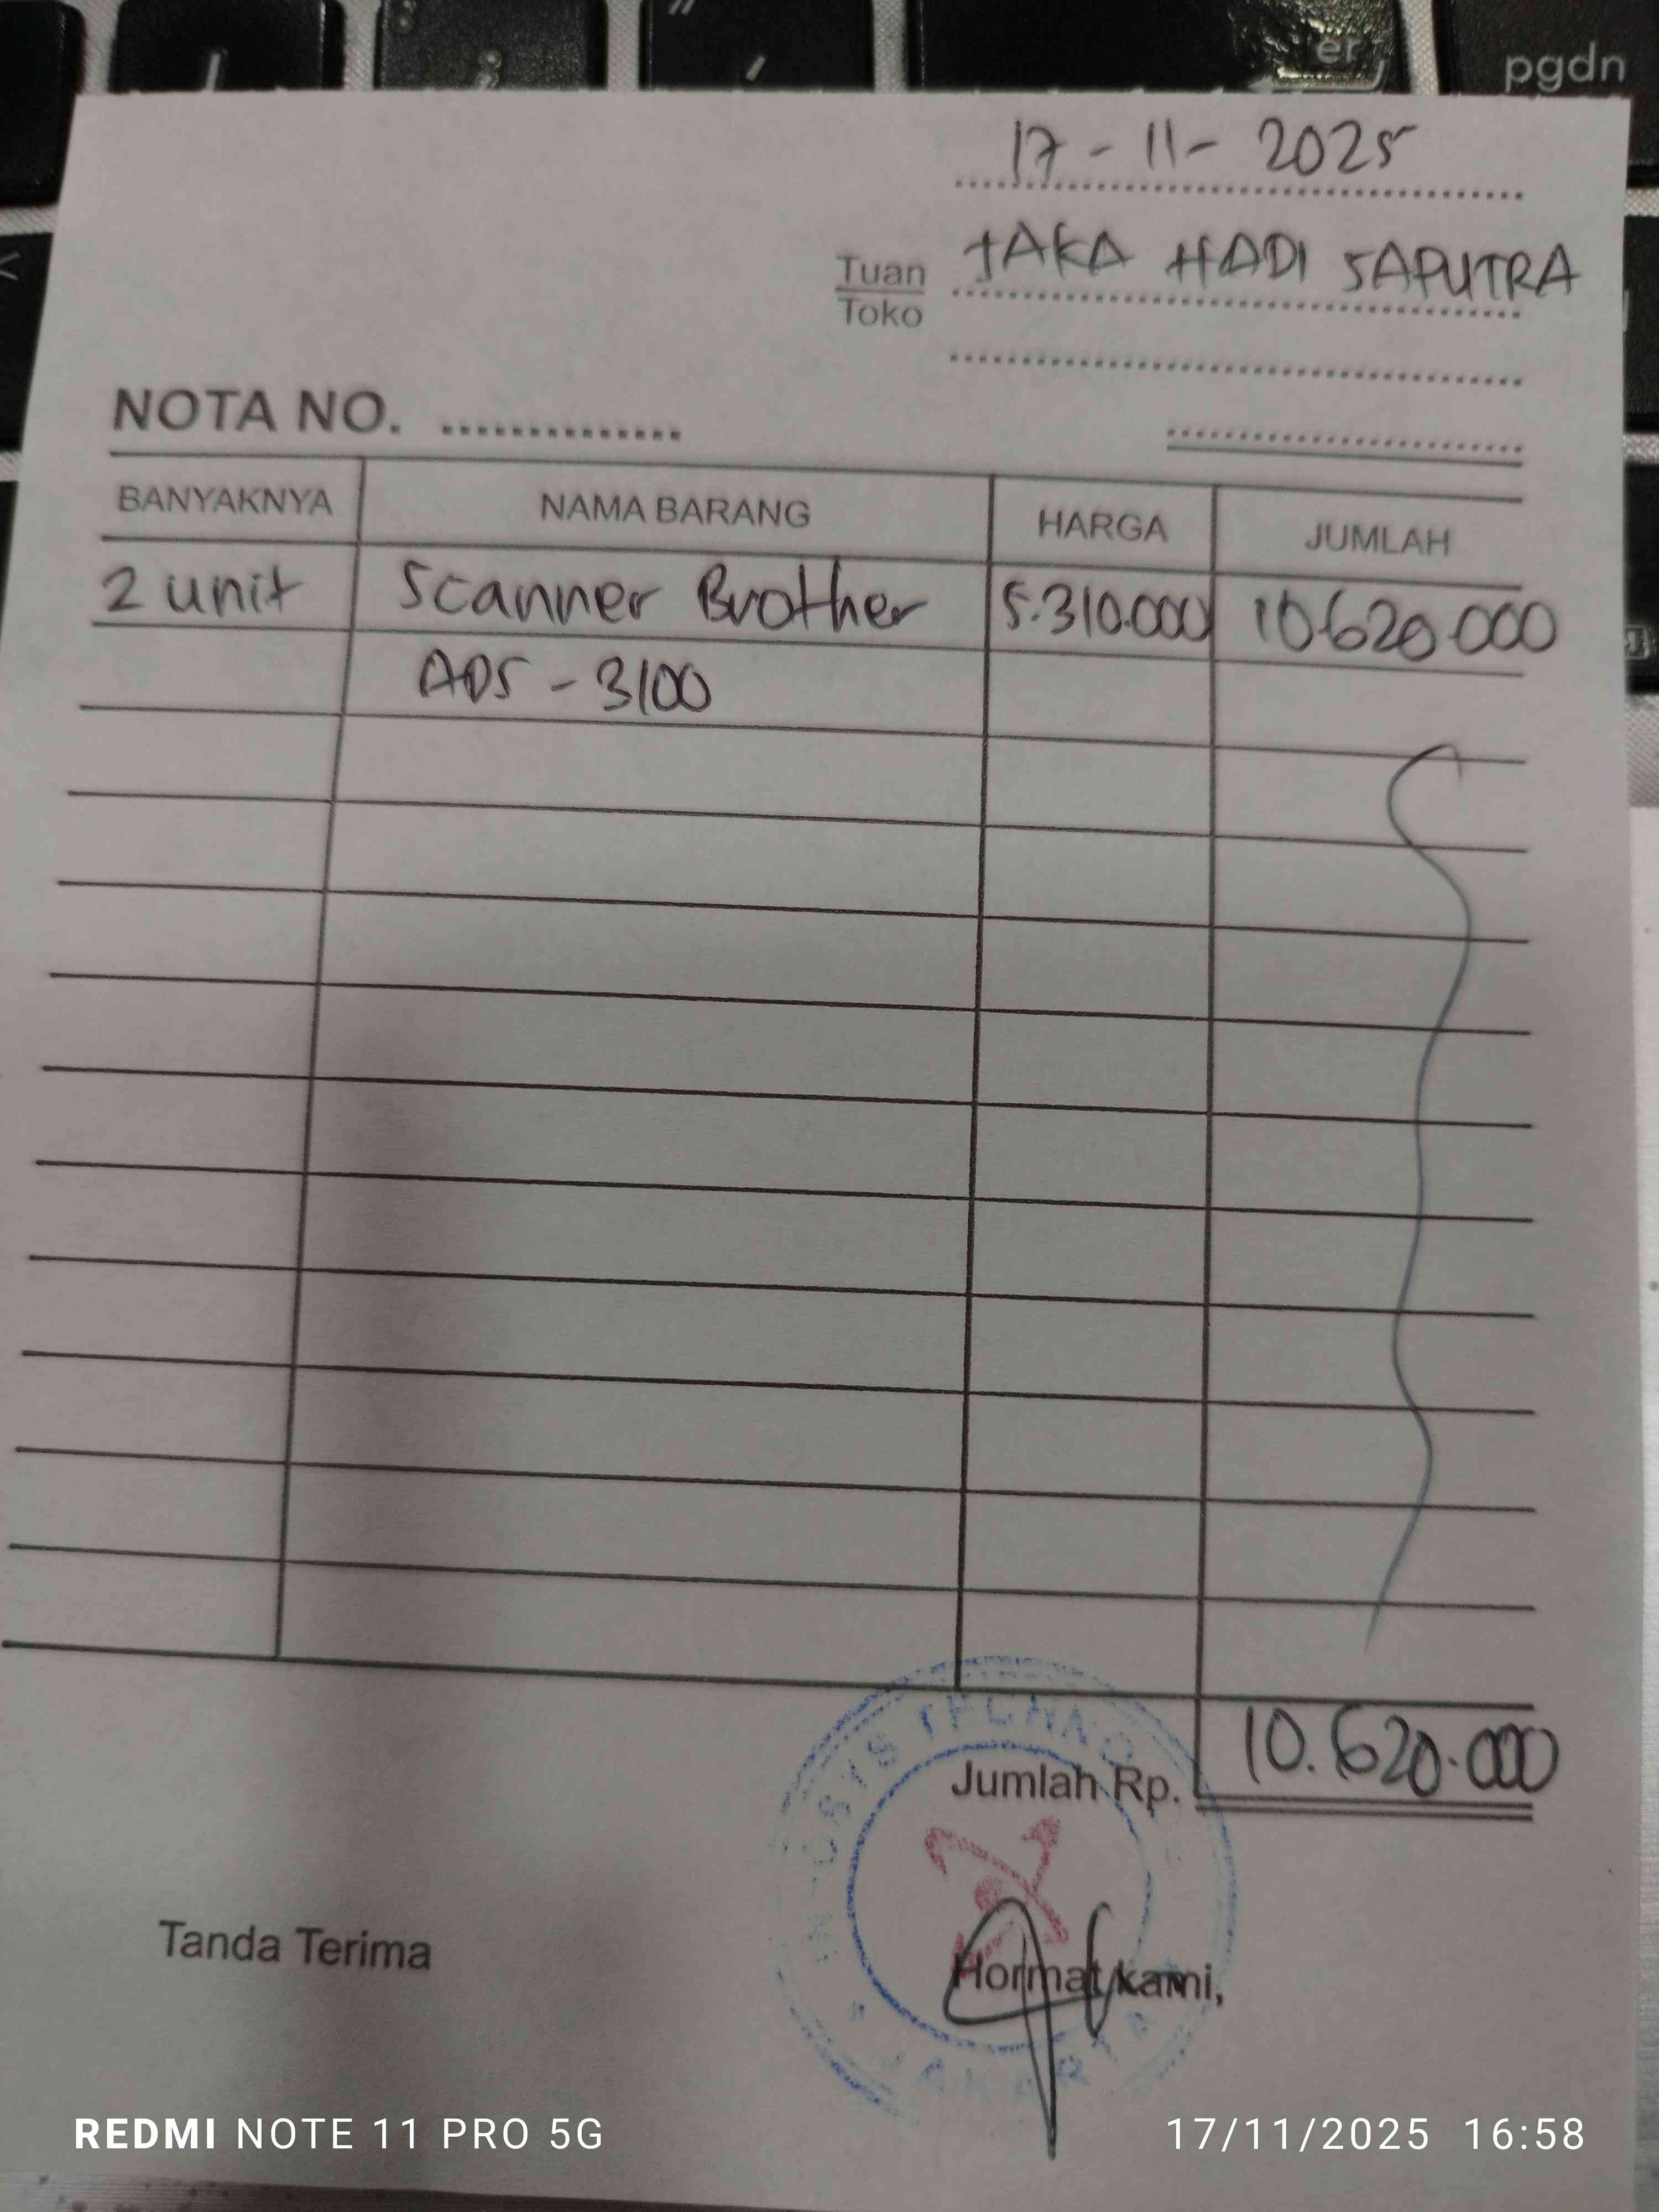 er
pgdn
17-11-2025
Tuan JAKA HADI SAPUTRA
Toko
NOTA NO. ..............
BANYAKNYA NAMA BARANG HARGA JUMLAH
2 unit Scanner Brother 5.310.000 10.620.000
ADS-3100
Jumlah Rp. 10.620.000
Tanda Terima Hormat kami,
JAKARTA
REDMI NOTE 11 PRO 5G 17/11/2025 16:58